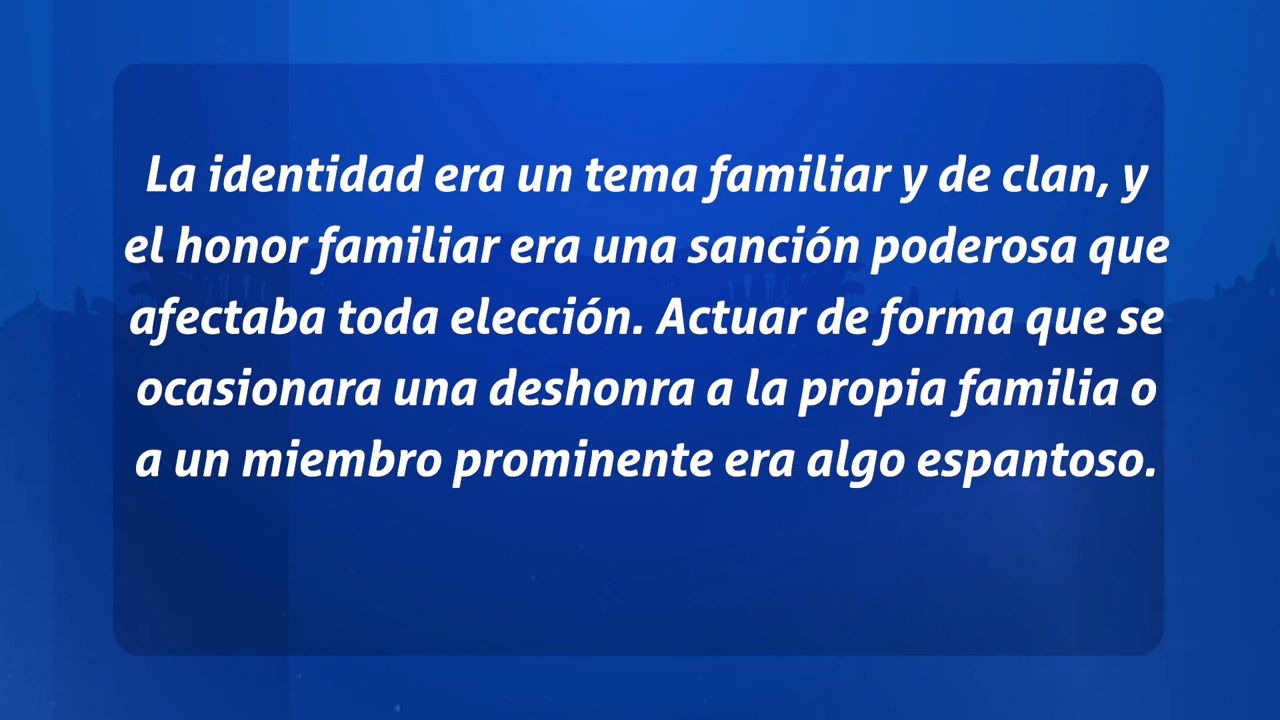 La identidad era un tema familiar y de clan, y
el honor familiar era una sanción poderosa que
afectaba toda elección. Actuar de forma que se
ocasionara una deshonra a la propia familia o
a un miembro prominente era algo espantoso.